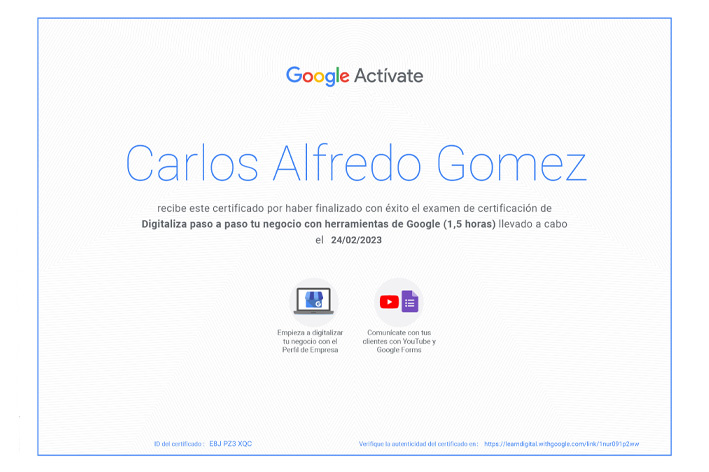 Google Actívate
Carlos Alfredo Gomez
recibe este certificado por haber finalizado con éxito el examen de certificación de
Digitaliza paso a paso tu negocio con herramientas de Google (1,5 horas) llevado a cabo
el 24/02/2023
Empieza a digitalizar
tu negocio con el
Perfil de Empresa
Comunícate con tus
clientes con YouTube y
Google Forms
ID del certificado : EBJ PZ3 XQC
Verifique la autenticidad del certificado en : https://learndigital.withgoogle.com/link/1nur091p2ww